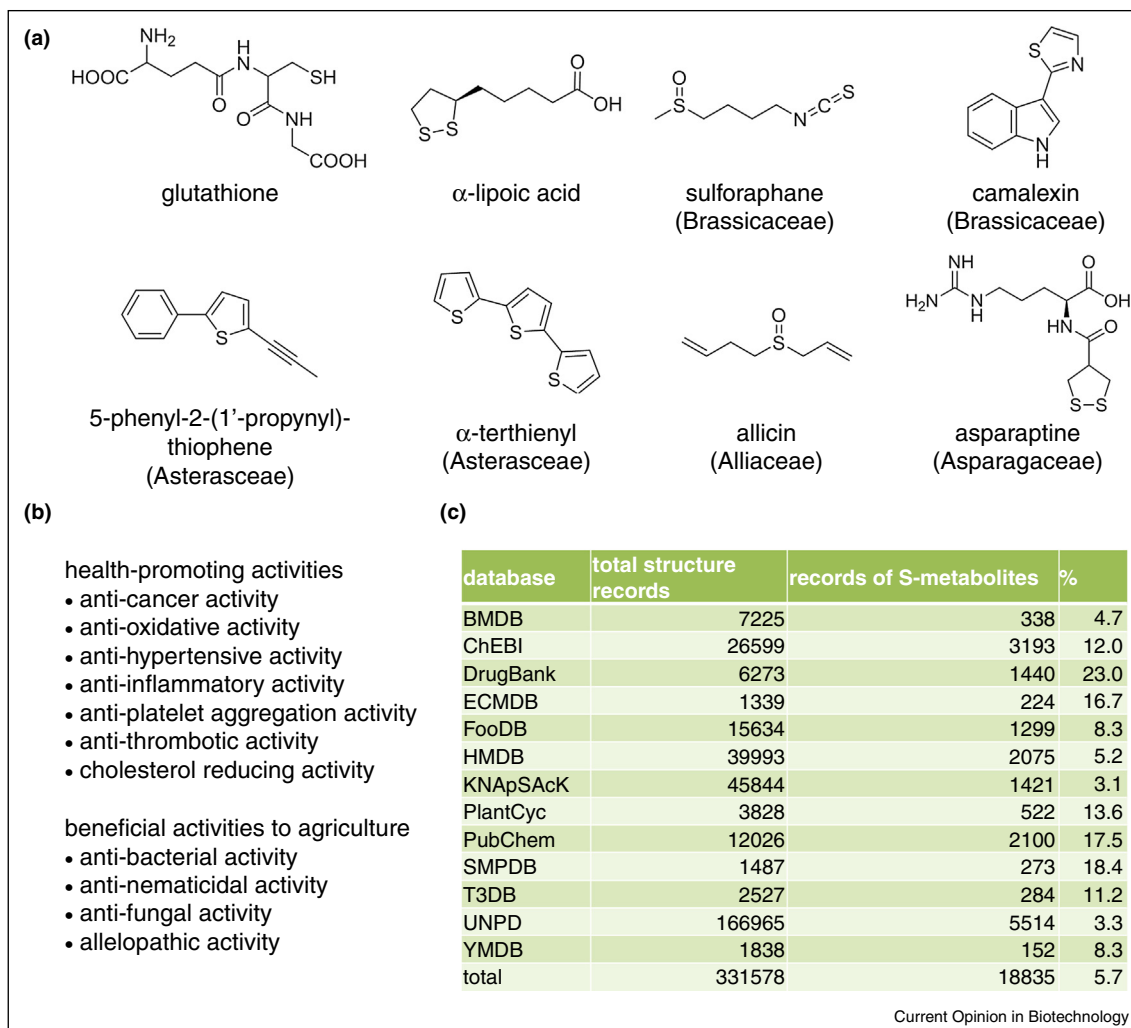 (a)
NH2
HOOC
H
N
SH
O
O
NH
COOH
glutathione
O
OH
S-S
α-lipoic acid
O
S
N
C
S
sulforaphane
(Brassicaceae)
S
N
N
H
camalexin
(Brassicaceae)
S
5-phenyl-2-(1'-propynyl)-
thiophene
(Asterasceae)
S
S
S
α-terthienyl
(Asterasceae)
O
S
allicin
(Alliaceae)
NH
H2N
N
H
O
OH
HN
O
S-S
asparaptine
(Asparagaceae)
(b)
health-promoting activities
• anti-cancer activity
• anti-oxidative activity
• anti-hypertensive activity
• anti-inflammatory activity
• anti-platelet aggregation activity
• anti-thrombotic activity
• cholesterol reducing activity
beneficial activities to agriculture
• anti-bacterial activity
• anti-nematicidal activity
• anti-fungal activity
• allelopathic activity
(c)
database total structure records records of S-metabolites %
BMDB 7225 338 4.7
ChEBI 26599 3193 12.0
DrugBank 6273 1440 23.0
ECMDB 1339 224 16.7
FooDB 15634 1299 8.3
HMDB 39993 2075 5.2
KNApSAcK 45844 1421 3.1
PlantCyc 3828 522 13.6
PubChem 12026 2100 17.5
SMPDB 1487 273 18.4
T3DB 2527 284 11.2
UNPD 166965 5514 3.3
YMDB 1838 152 8.3
total 331578 18835 5.7
Current Opinion in Biotechnology